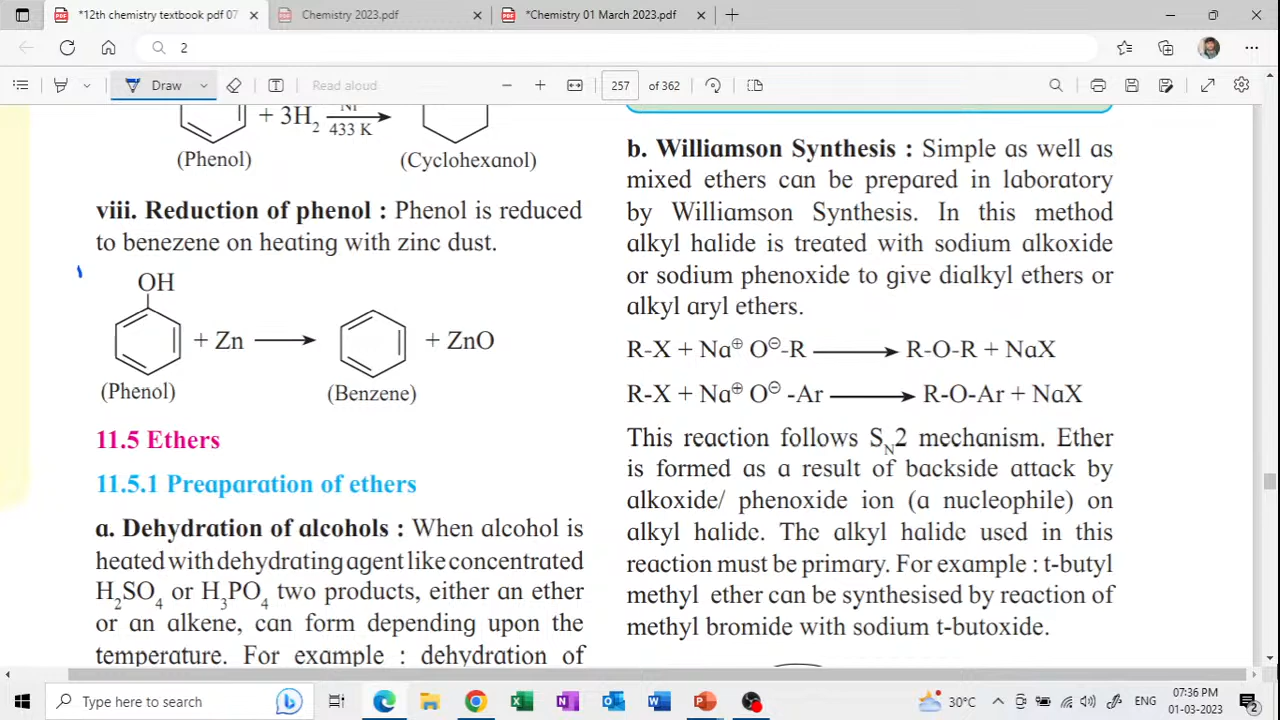 *12th chemistry textbook pdf 07
Chemistry 2023.pdf
*Chemistry 01 March 2023.pdf
2
Draw
Read aloud
257 of 362
+ 3H2 Ni 433 K
(Phenol) (Cyclohexanol)
viii. Reduction of phenol : Phenol is reduced
to benezene on heating with zinc dust.
OH
+ Zn ⟶ + ZnO
(Phenol) (Benzene)
11.5 Ethers
11.5.1 Preaparation of ethers
a. Dehydration of alcohols : When alcohol is
heated with dehydrating agent like concentrated
H2SO4 or H3PO4 two products, either an ether
or an alkene, can form depending upon the
temperature. For example : dehydration of
b. Williamson Synthesis : Simple as well as
mixed ethers can be prepared in laboratory
by Williamson Synthesis. In this method
alkyl halide is treated with sodium alkoxide
or sodium phenoxide to give dialkyl ethers or
alkyl aryl ethers.
R-X + Na⊕ O⊖-R ⟶ R-O-R + NaX
R-X + Na⊕ O⊖ -Ar ⟶ R-O-Ar + NaX
This reaction follows SN2 mechanism. Ether
is formed as a result of backside attack by
alkoxide/ phenoxide ion (a nucleophile) on
alkyl halide. The alkyl halide used in this
reaction must be primary. For example : t-butyl
methyl ether can be synthesised by reaction of
methyl bromide with sodium t-butoxide.
Type here to search
30°C
ENG
07:36 PM
01-03-2023
2